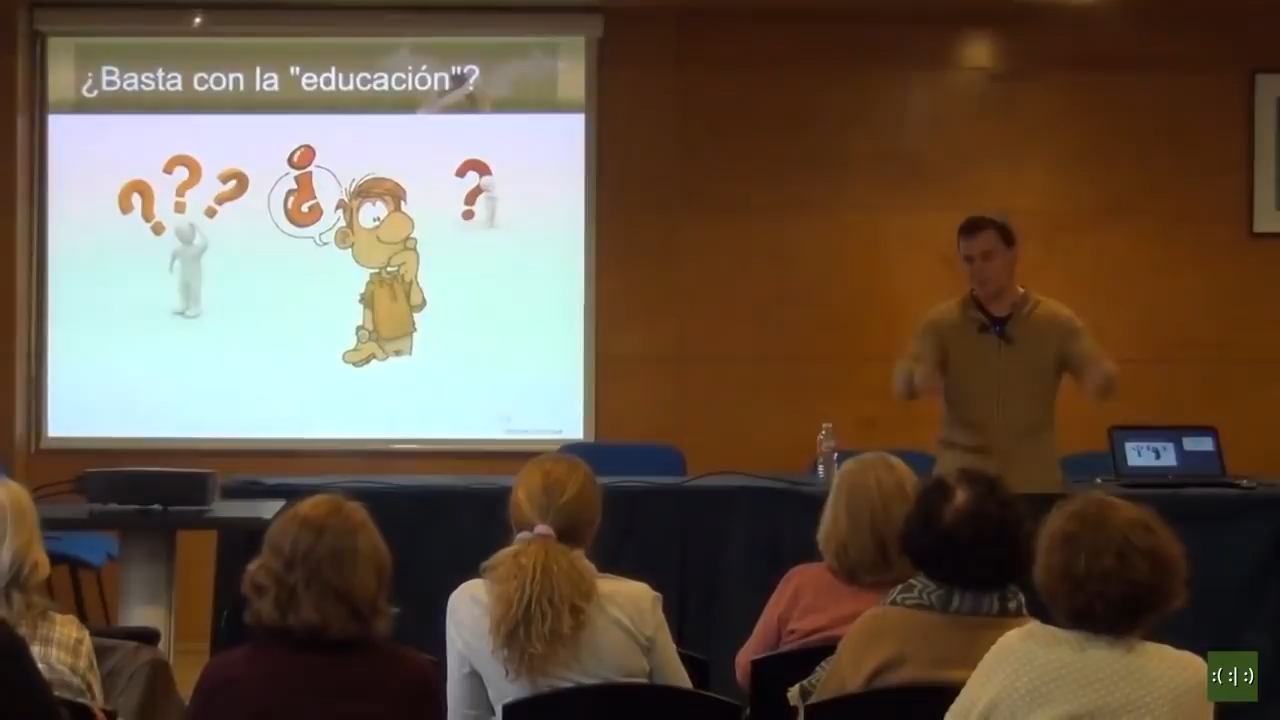 ¿Basta con la "educación"?
:( :| :)